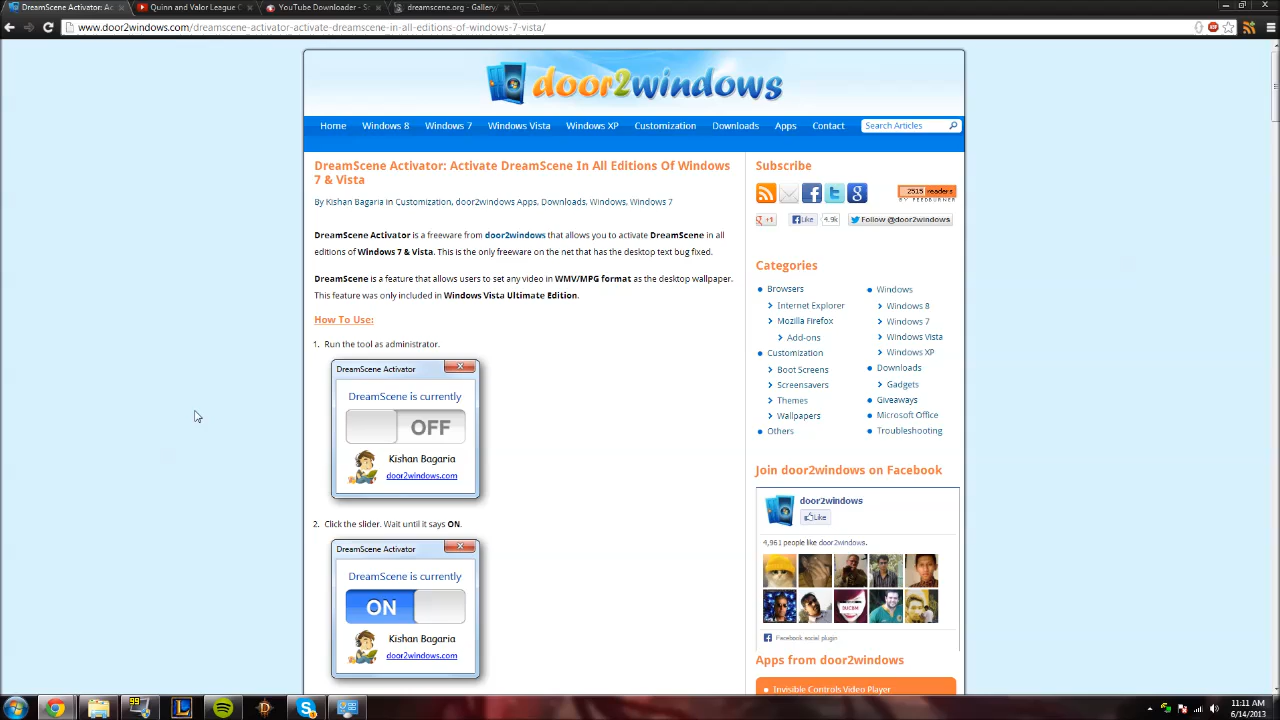 DreamScene Activator: Activ
Quinn and Valor League C
YouTube Downloader - S
dreamscene.org - Gallery
www.door2windows.com/dreamscene-activator-activate-dreamscene-in-all-editions-of-windows-7-vista/
door2windows
Home Windows 8 Windows 7 Windows Vista Windows XP Customization Downloads Apps Contact Search Articles
DreamScene Activator: Activate DreamScene In All Editions Of Windows
7 & Vista
By Kishan Bagaria in Customization, door2windows Apps, Downloads, Windows, Windows 7
DreamScene Activator is a freeware from door2windows that allows you to activate DreamScene in all
editions of Windows 7 & Vista. This is the only freeware on the net that has the desktop text bug fixed.
DreamScene is a feature that allows users to set any video in WMV/MPG format as the desktop wallpaper.
This feature was only included in Windows Vista Ultimate Edition.
How To Use:
1. Run the tool as administrator.
DreamScene Activator
DreamScene is currently
OFF
Kishan Bagaria
door2windows.com
2. Click the slider. Wait until it says ON.
DreamScene Activator
DreamScene is currently
ON
Kishan Bagaria
door2windows.com
Subscribe
2515 readers
BY FEEDBURNER
+1 Like 4.9k Follow @door2windows
Categories
Browsers
Internet Explorer
Mozilla Firefox
Add-ons
Customization
Boot Screens
Screensavers
Themes
Wallpapers
Others
Windows
Windows 8
Windows 7
Windows Vista
Windows XP
Downloads
Gadgets
Giveaways
Microsoft Office
Troubleshooting
Join door2windows on Facebook
door2windows
Like
4,961 people like door2windows.
Facebook social plugin
Apps from door2windows
Invisible Controls Video Player
11:11 AM
6/14/2013